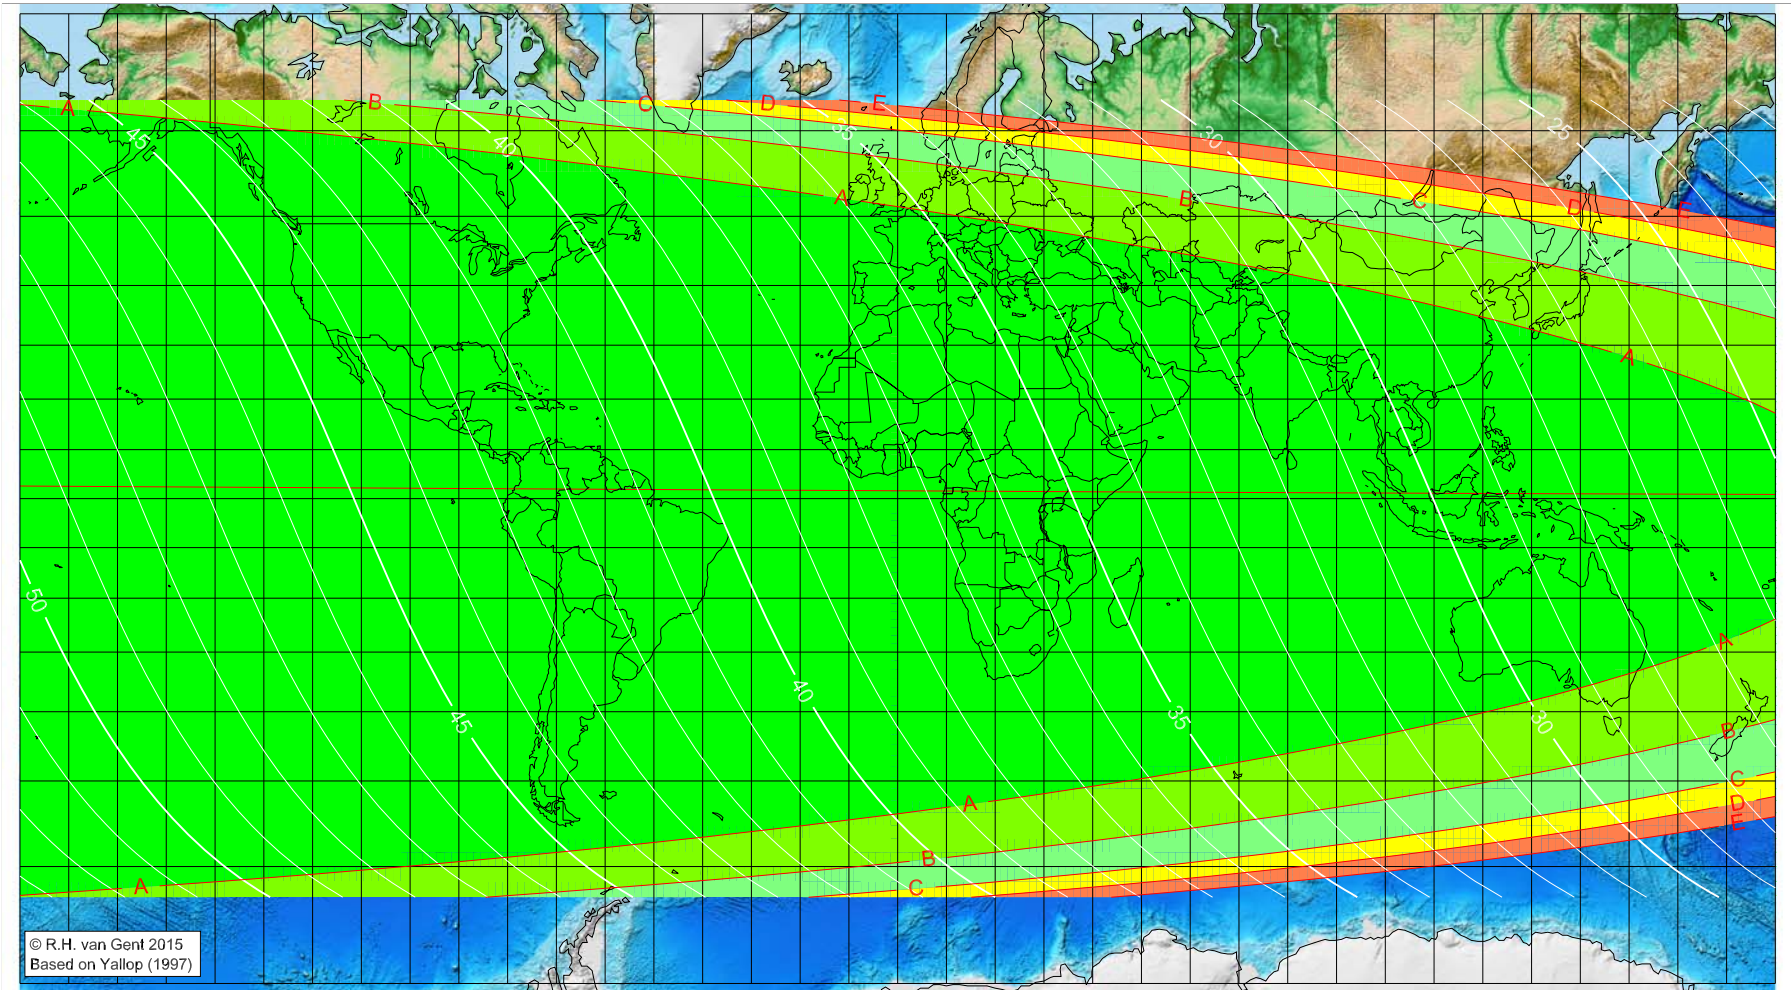 A B C D E
45 40 35 30 25
A B C D E
A
50
A
45 40 35 30
B
A
C
D
E
B
A C
© R.H. van Gent 2015
Based on Yallop (1997)